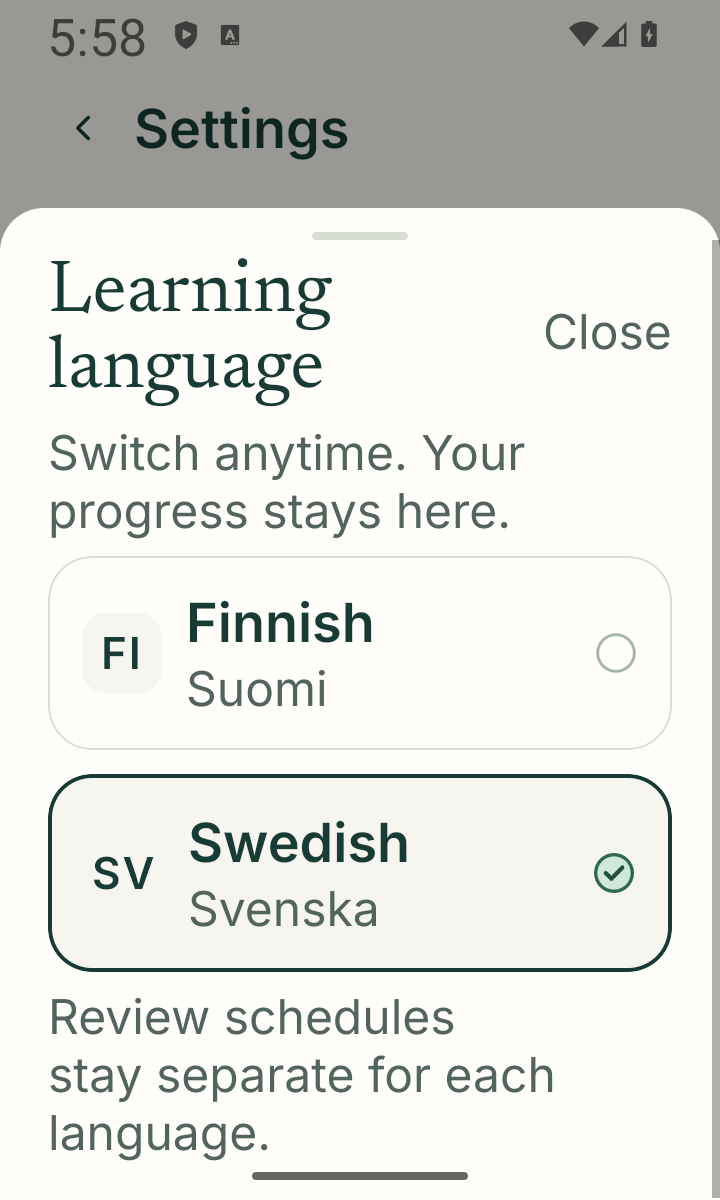 5:58
Settings
Learning
language
Close
Switch anytime. Your
progress stays here.
FI
Finnish
Suomi
SV
Swedish
Svenska
Review schedules
stay separate for each
language.